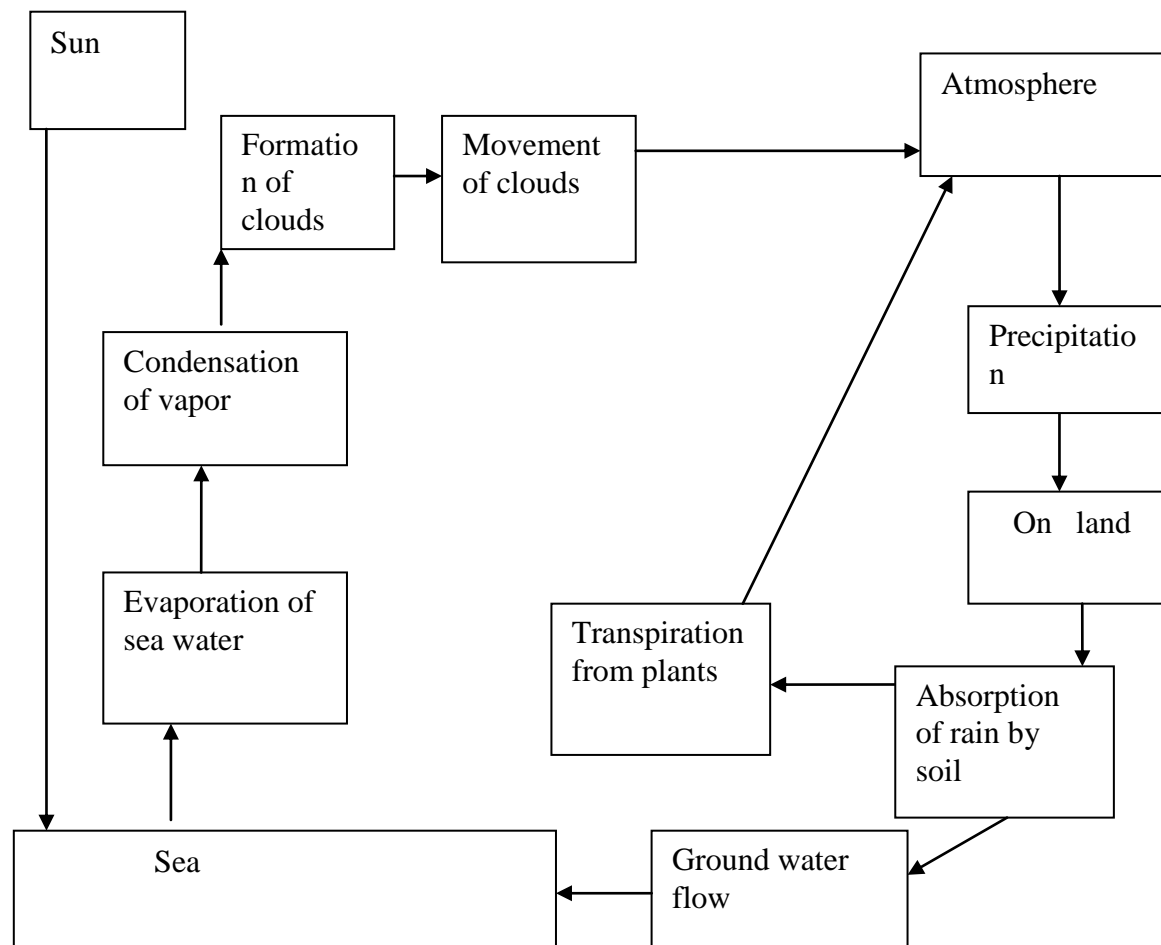 Sun
Atmosphere
Formatio
n of
clouds
Movement
of clouds
Condensation
of vapor
Precipitatio
n
On land
Evaporation of
sea water
Transpiration
from plants
Absorption
of rain by
soil
Sea
Ground water
flow